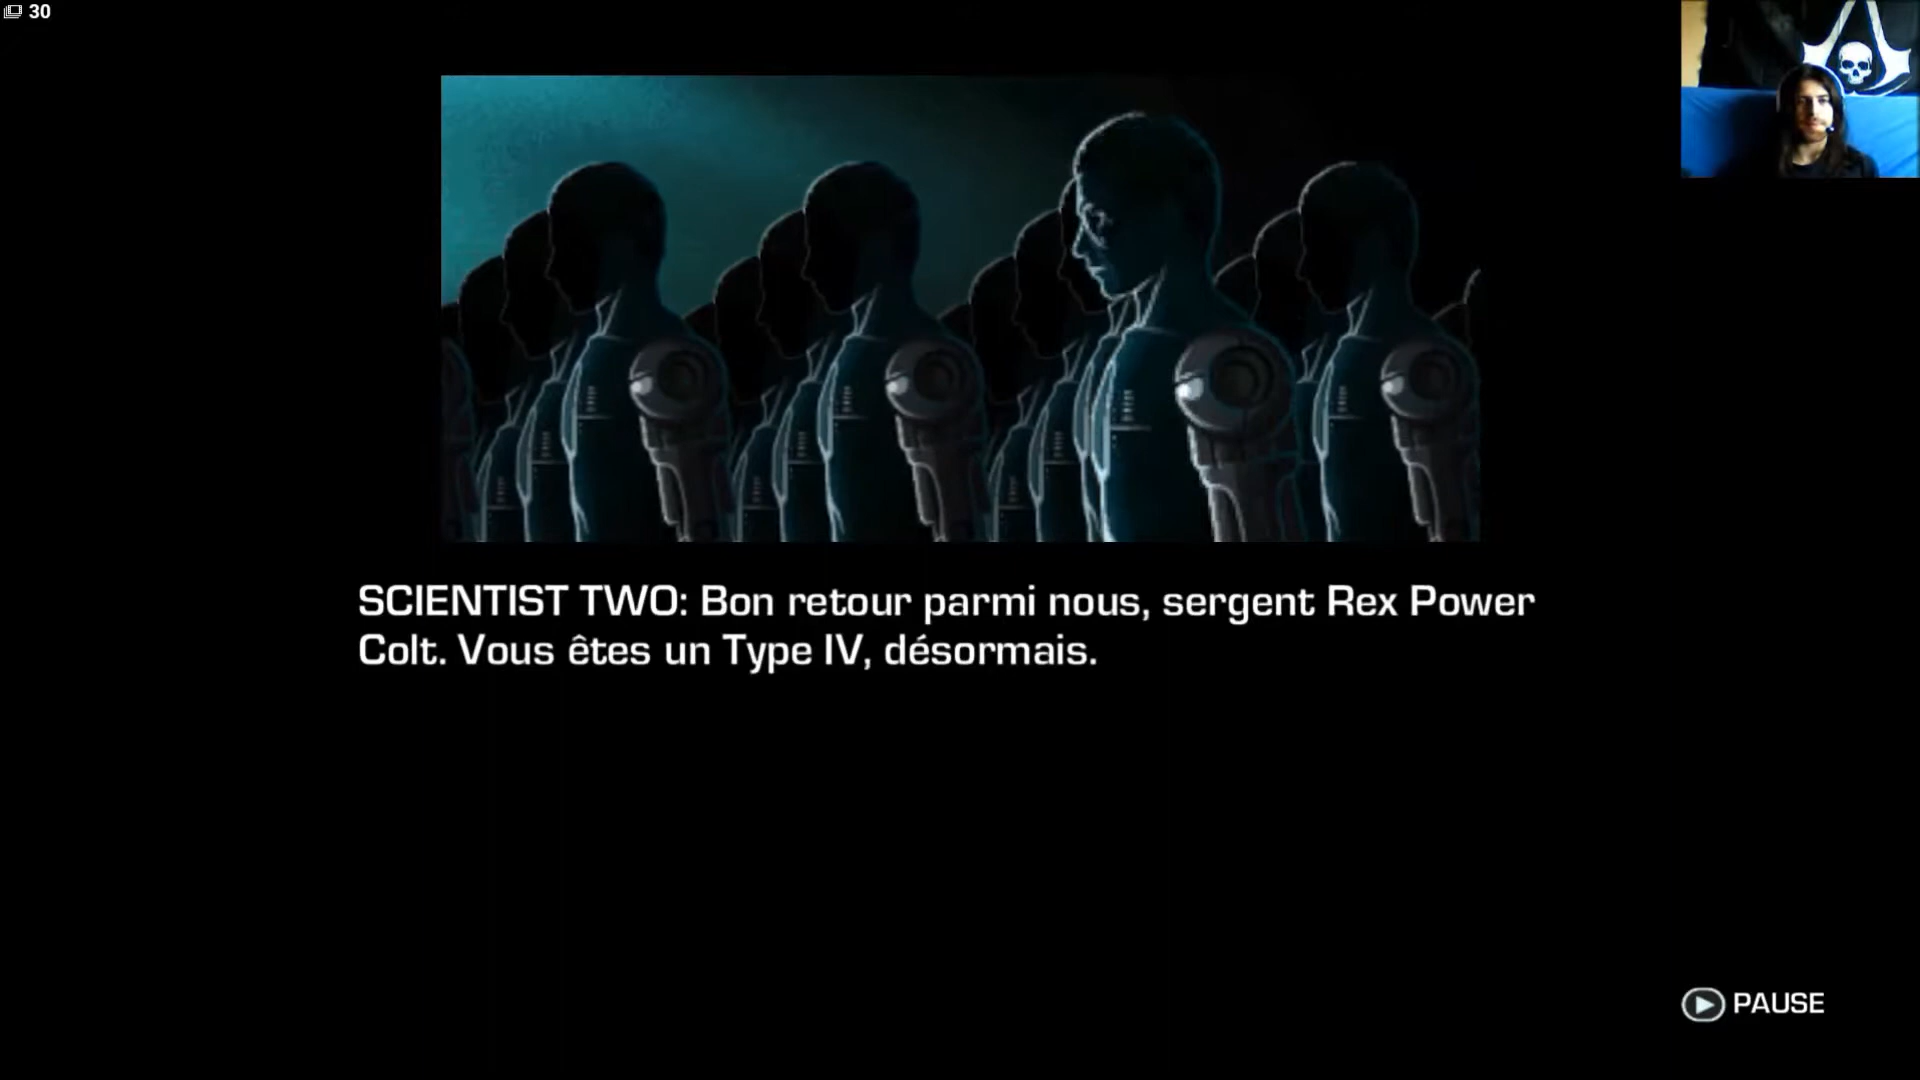 30
SCIENTIST TWO: Bon retour parmi nous, sergent Rex Power
Colt. Vous êtes un Type IV, désormais.
PAUSE